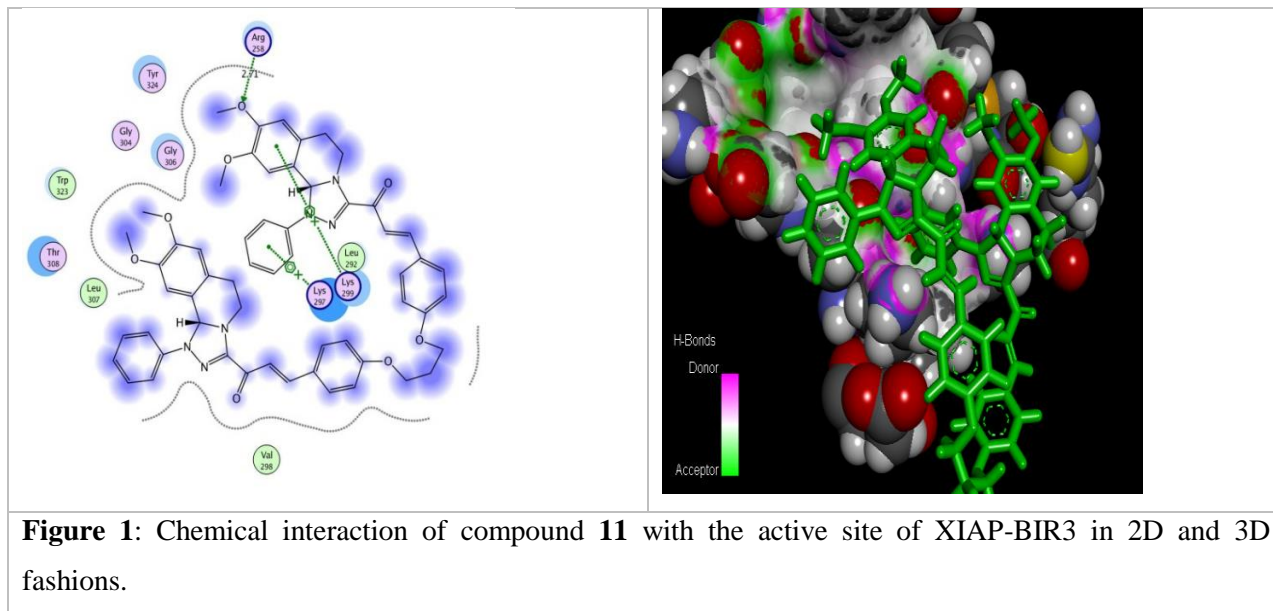 Arg
258
2.71
Tyr
324
Gly
304
Gly
306
Trp
323
Thr
308
Leu
307
Leu
292
Lys
297
Lys
299
Val
298
O
O
H
N
N
N
O
O
O
H
N
N
N
O
O
O
H-Bonds
Donor
Acceptor
Figure 1: Chemical interaction of compound 11 with the active site of XIAP-BIR3 in 2D and 3D
fashions.